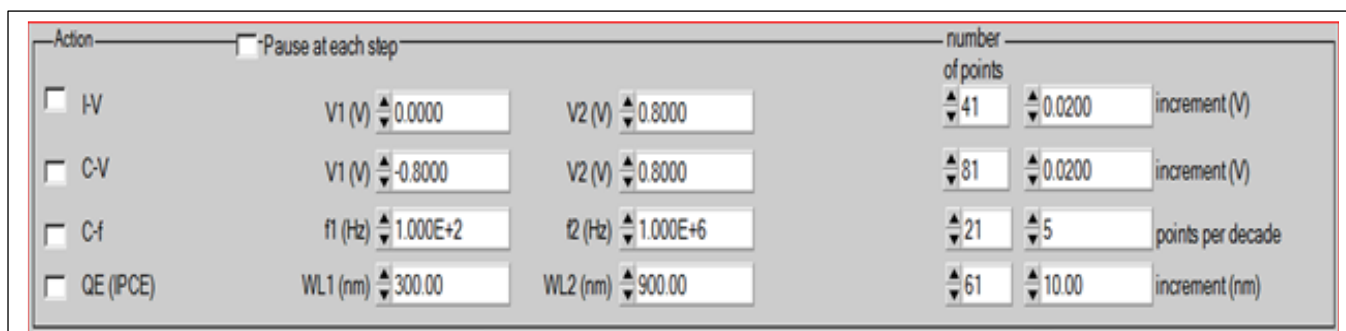 Action Pause at each step number
of points
I-V V1 (V) 0.0000 V2 (V) 0.8000 41 0.0200 increment (V)
C-V V1 (V) -0.8000 V2 (V) 0.8000 81 0.0200 increment (V)
C-f f1 (Hz) 1.000E+2 f2 (Hz) 1.000E+6 21 5 points per decade
QE (IPCE) WL1 (nm) 300.00 WL2 (nm) 900.00 61 10.00 increment (nm)